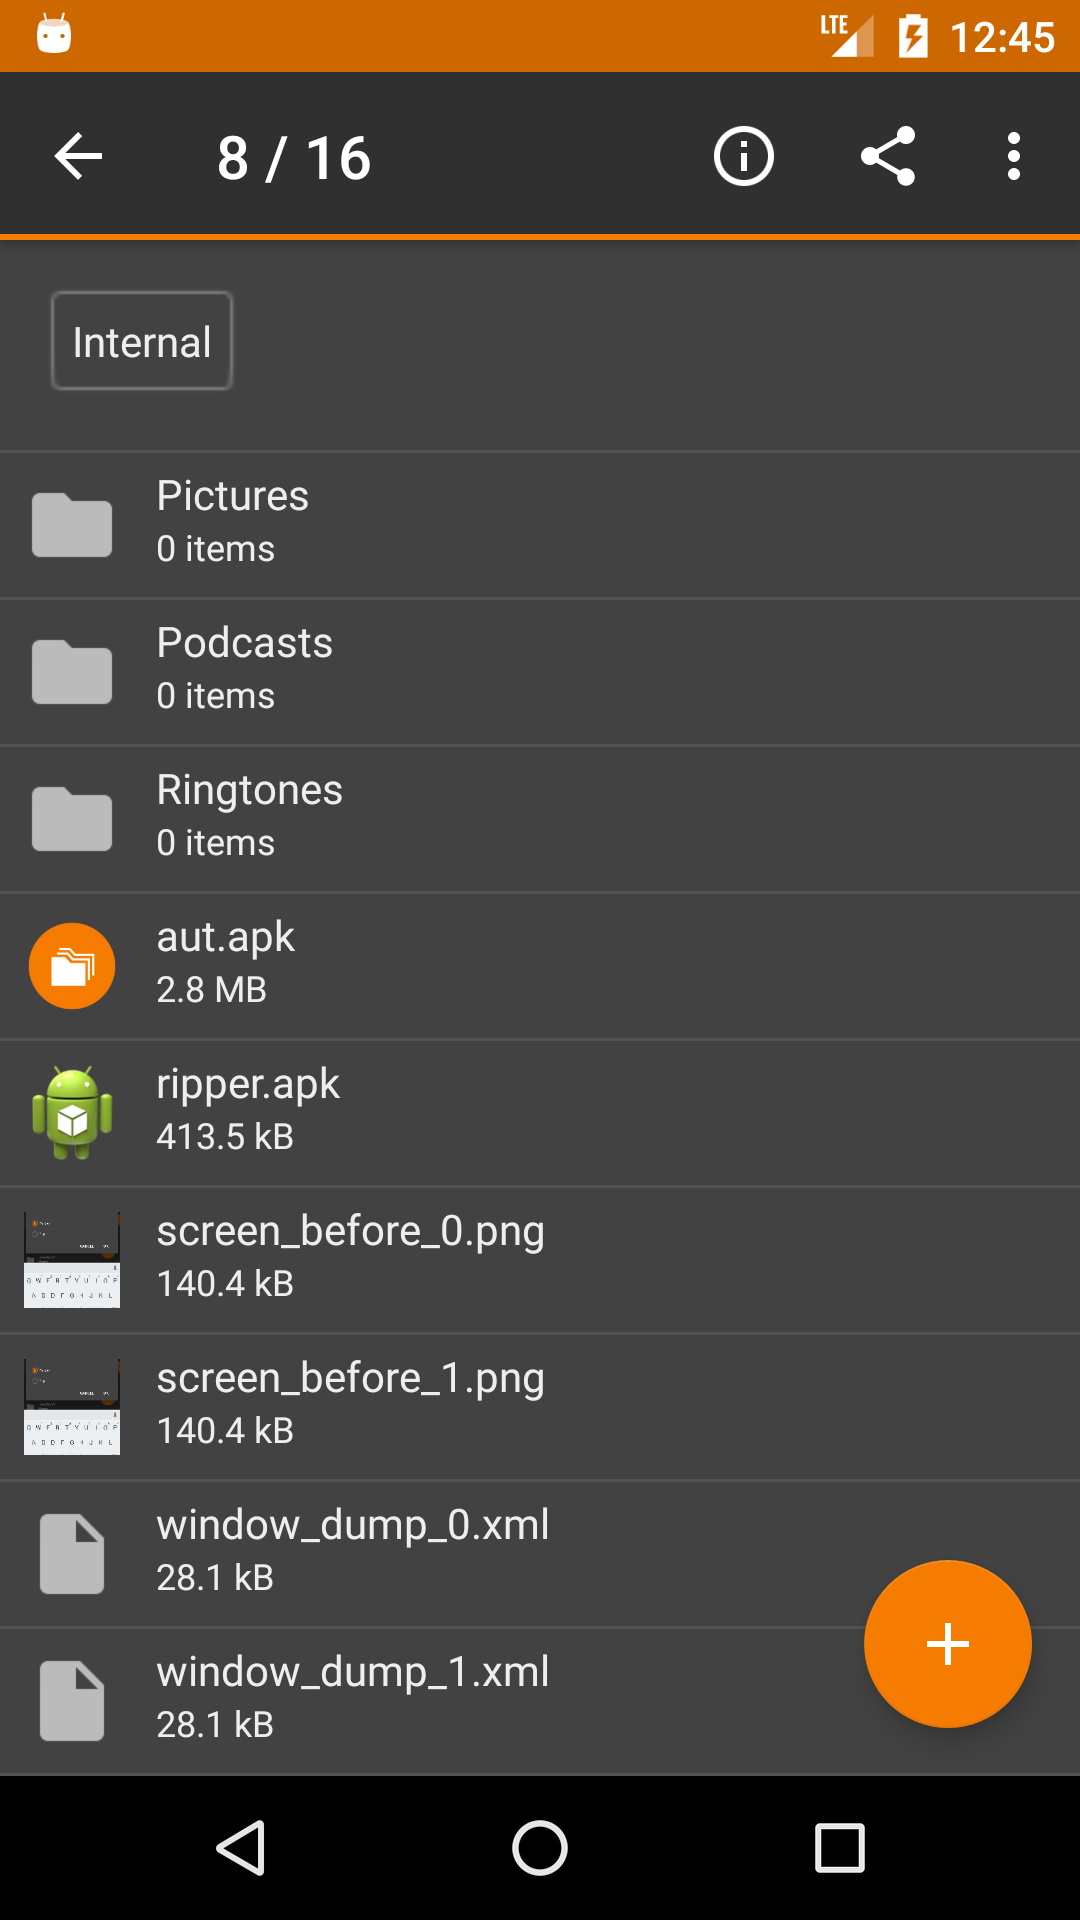 LTE 12:45
8 / 16
Internal
Pictures
0 items
Podcasts
0 items
Ringtones
0 items
aut.apk
2.8 MB
ripper.apk
413.5 kB
screen_before_0.png
140.4 kB
screen_before_1.png
140.4 kB
window_dump_0.xml
28.1 kB
window_dump_1.xml
28.1 kB